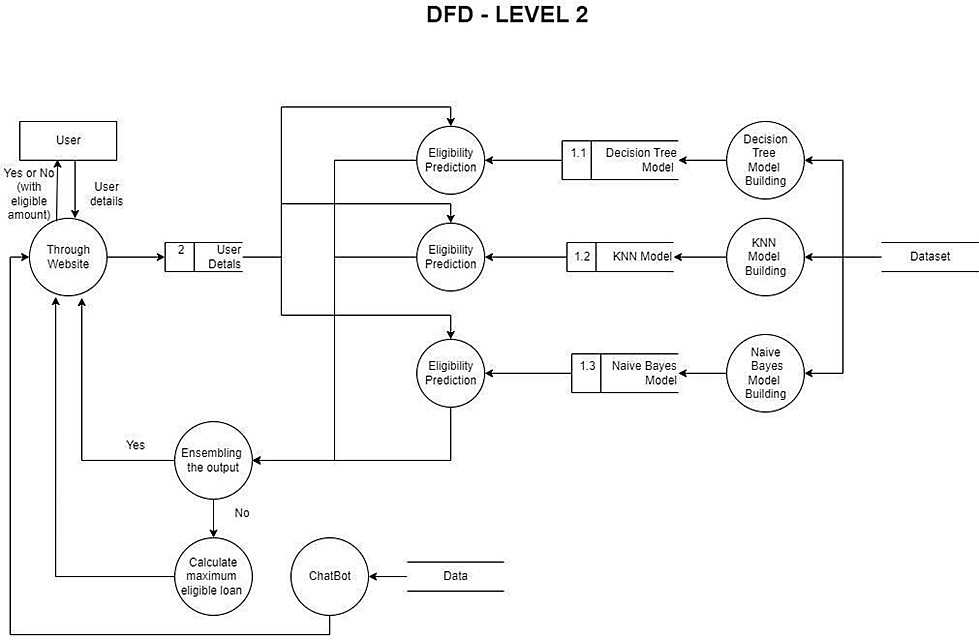 DFD - LEVEL 2
User
Yes or No
(with
eligible
amount)
User
details
Through
Website
2
User
Detals
Eligibility
Prediction
1.1
Decision Tree
Model
Decision
Tree
Model
Building
Eligibility
Prediction
1.2
KNN Model
KNN
Model
Building
Dataset
Eligibility
Prediction
1.3
Naive Bayes
Model
Naive
Bayes
Model
Building
Yes
Ensembling
the output
No
Calculate
maximum
eligible loan
ChatBot
Data